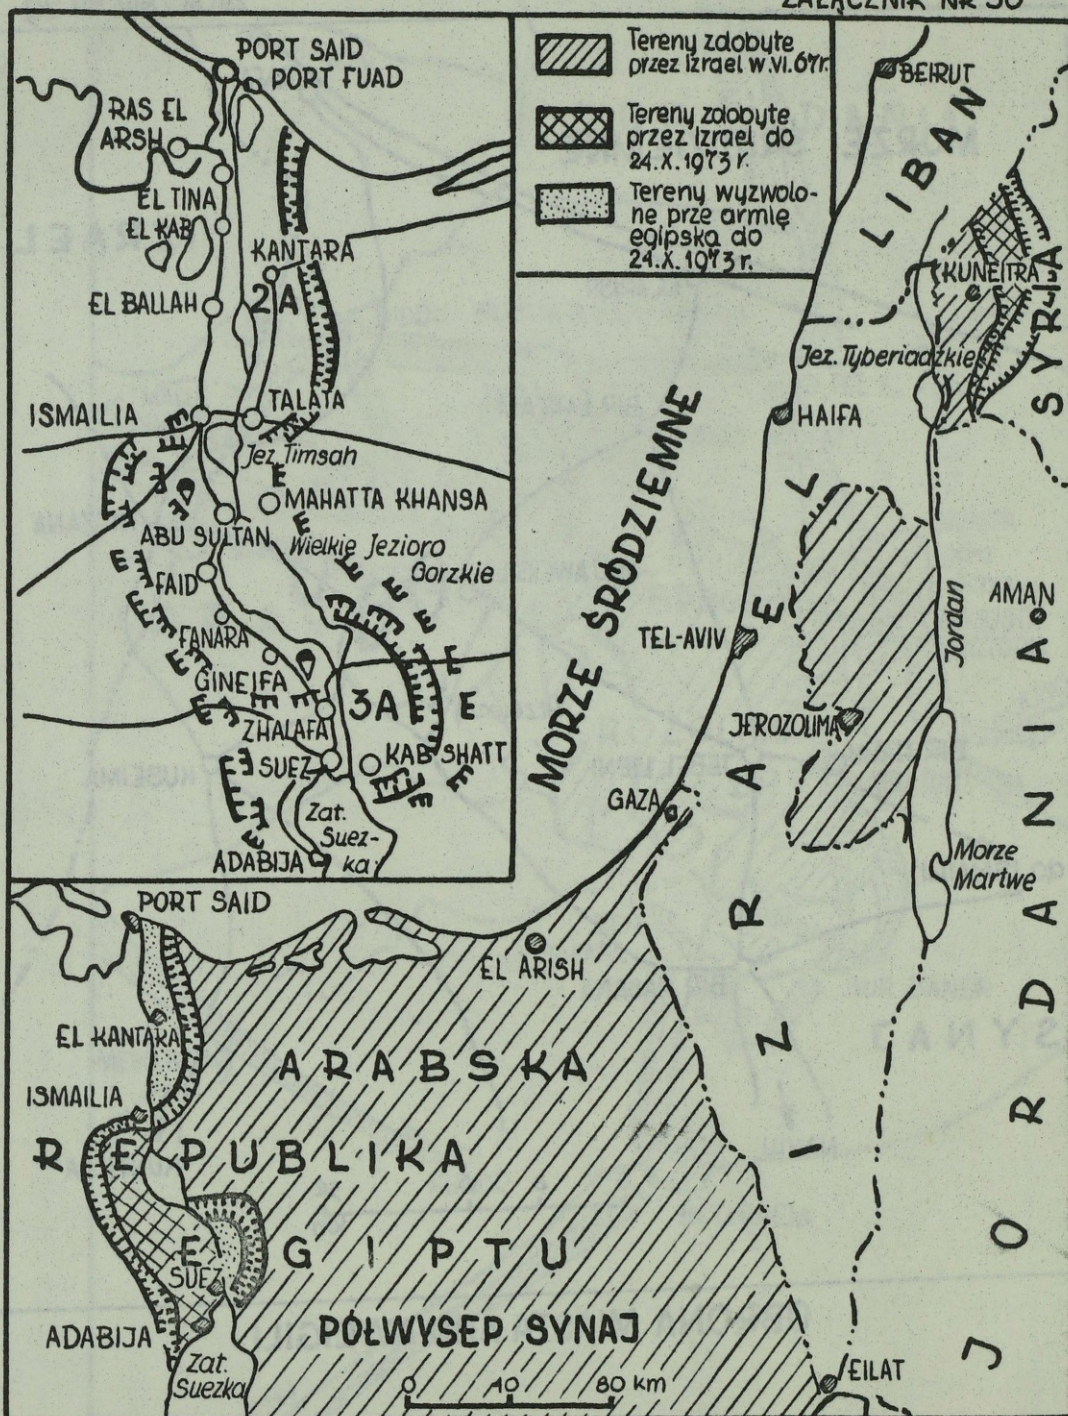 ZAŁĄCZNIK NR 30
PORT SAID
PORT FUAD
RAS EL
ARSH
EL TINA
EL KAB
KANTARA
EL BALLAH
2A
ISMAILIA
TALATA
Jez. Timsah
MAHATTA KHANSA
ABU SULTAN
Wielkie Jezioro
Gorzkie
FAID
FANARA
GINEIFA
3A
ZHALAFA
SUEZ
KAB SHATT
Zat.
Suez-
ka
ADABIJA
Tereny zdobyte
przez Izrael w.VI.67r.
Tereny zdobyte
przez Izrael do
24.X.1973 r.
Tereny wyzwolo-
ne prze armię
egipską do
24.X.1973 r.
BEIRUT
LIBAN
KUNEITRA
SYRIA
Jez. Tyberiadzkie
HAIFA
MORZE ŚRÓDZIEMNE
IZRAEL
TEL-AVIV
Jordan
AMAN
JEROZOLIMA
GAZA
Morze
Martwe
JORDANIA
PORT SAID
EL ARISH
EL KANTARA
ARABSKA
ISMAILIA
REPUBLIKA
EGIPTU
SUEZ
ADABIJA
PÓŁWYSEP SYNAJ
Zat.
Suezka
0 40 80 km
EILAT